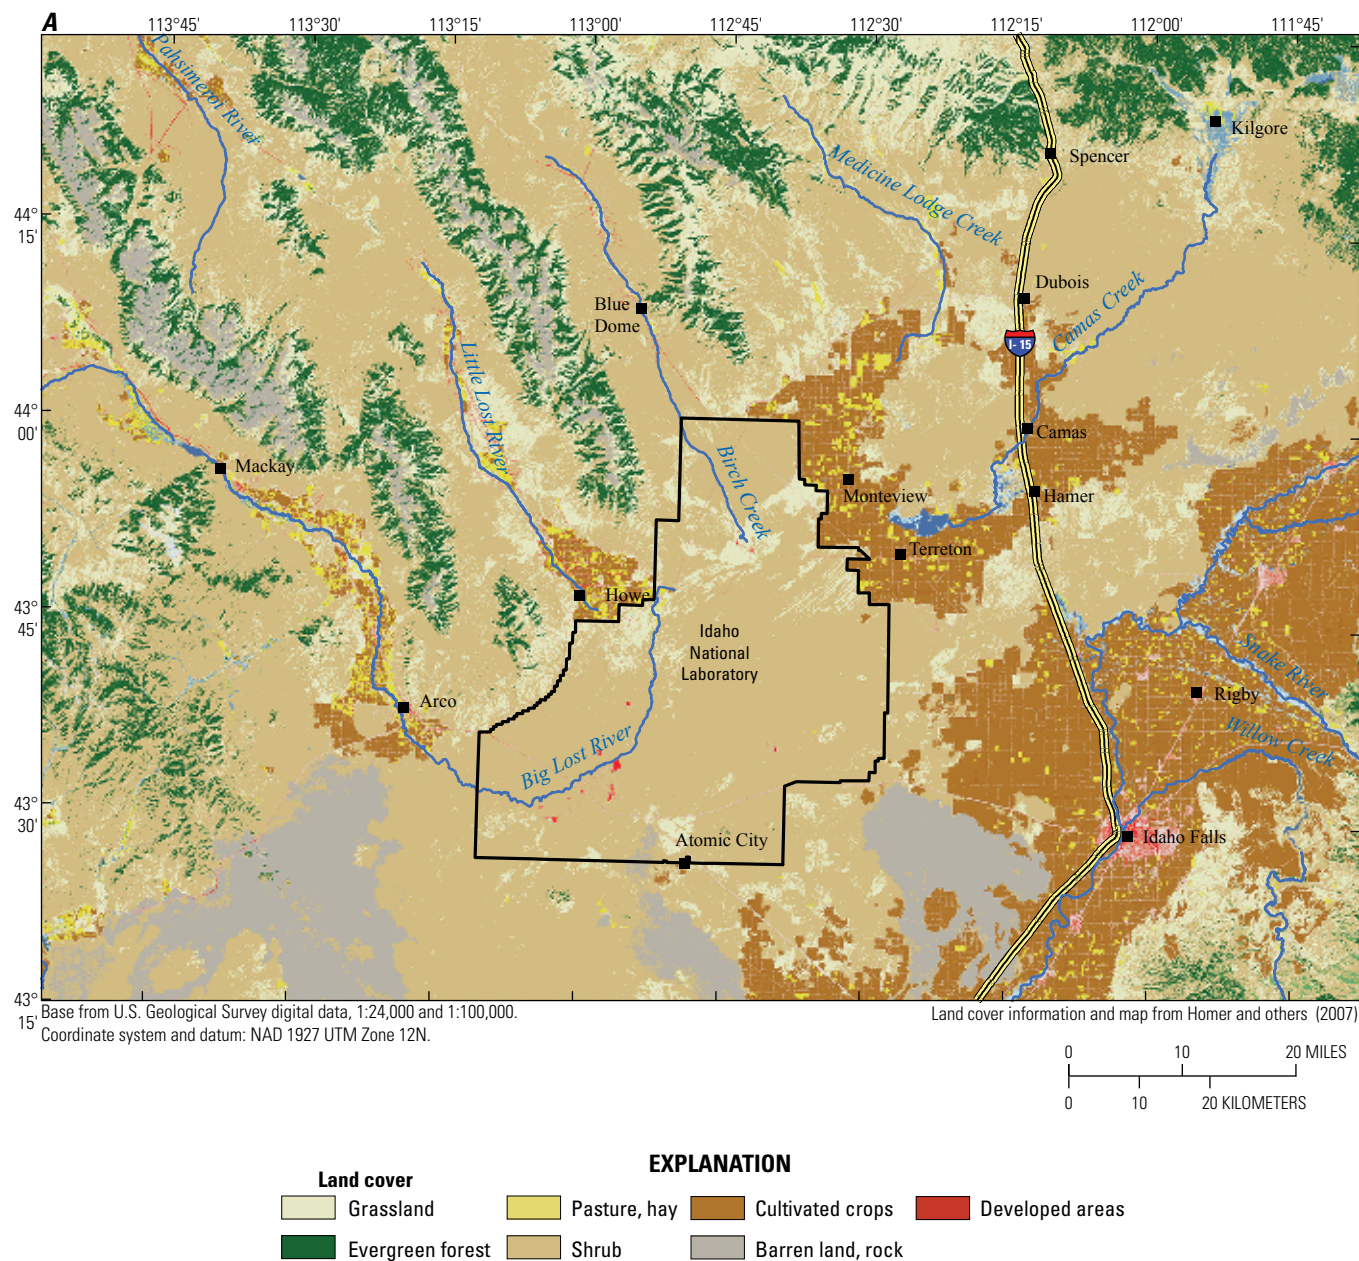 A
113°45' 113°30' 113°15' 113°00' 112°45' 112°30' 112°15' 112°00' 111°45'
Pahsimeroi River
Kilgore
Spencer
Medicine Lodge Creek
44°
15'
Dubois
Blue
Dome
Camas Creek
I-15
Little Lost River
44°
00'
Camas
Mackay
Birch Creek
Monteview
Hamer
Terreton
Howe
43°
45'
Idaho
National
Laboratory
Snake River
Rigby
Arco
Willow Creek
Big Lost River
43°
30'
Atomic City
Idaho Falls
43°
15'
Base from U.S. Geological Survey digital data, 1:24,000 and 1:100,000.
Coordinate system and datum: NAD 1927 UTM Zone 12N.
Land cover information and map from Homer and others (2007)
0 10 20 MILES
0 10 20 KILOMETERS
EXPLANATION
Land cover
Grassland
Pasture, hay
Cultivated crops
Developed areas
Evergreen forest
Shrub
Barren land, rock